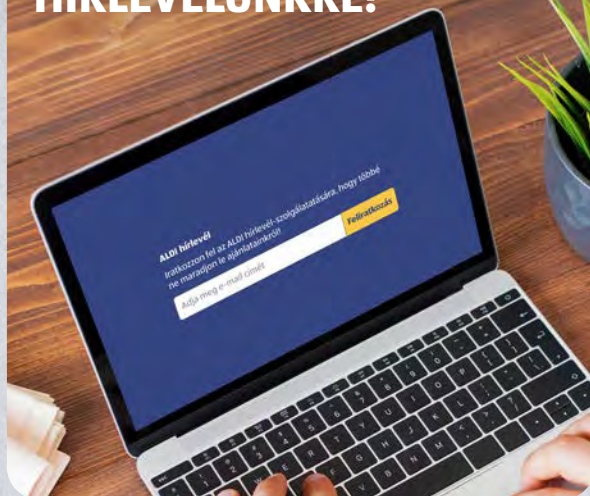 HÍRLEVELÜNKRE!
ALDI hírlevél
Iratkozzon fel az ALDI hírlevél-szolgáltatására, hogy többé
ne maradjon le ajánlatainkról!
Adja meg e-mail címét
Feliratkozás